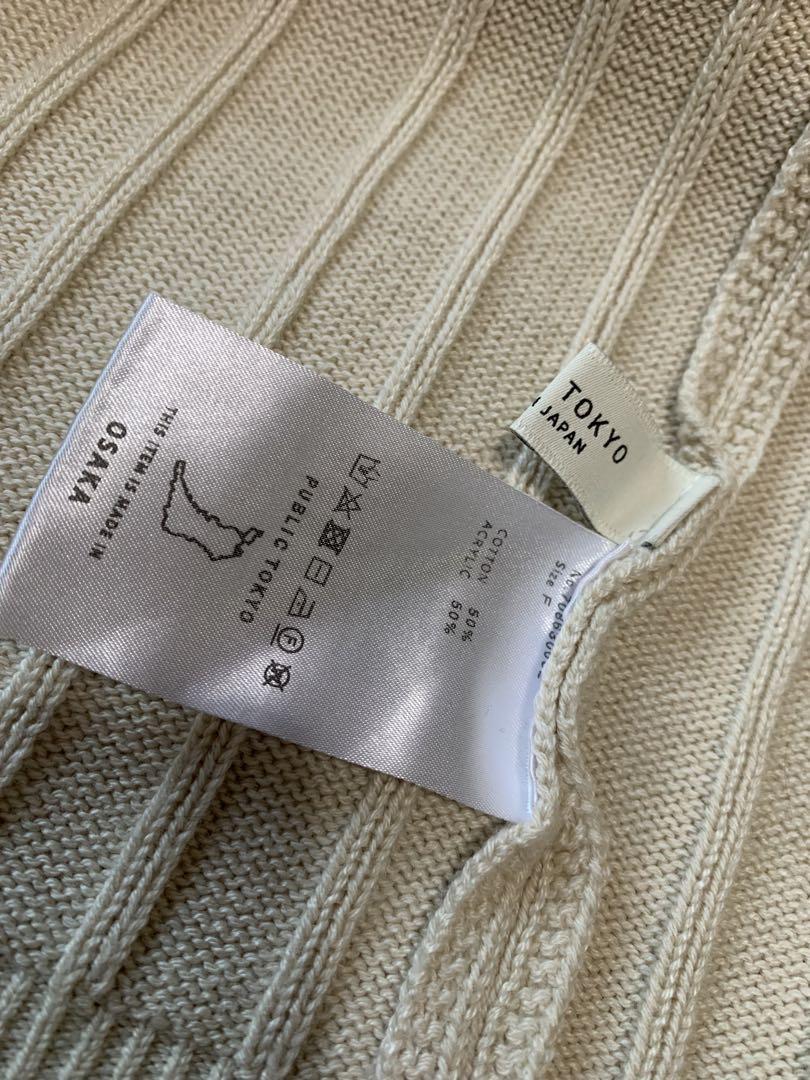 TOKYO
JAPAN
Size F
COTTON 50%
ACRYLIC 50%
PUBLIC TOKYO
THIS ITEM IS MADE IN
OSAKA